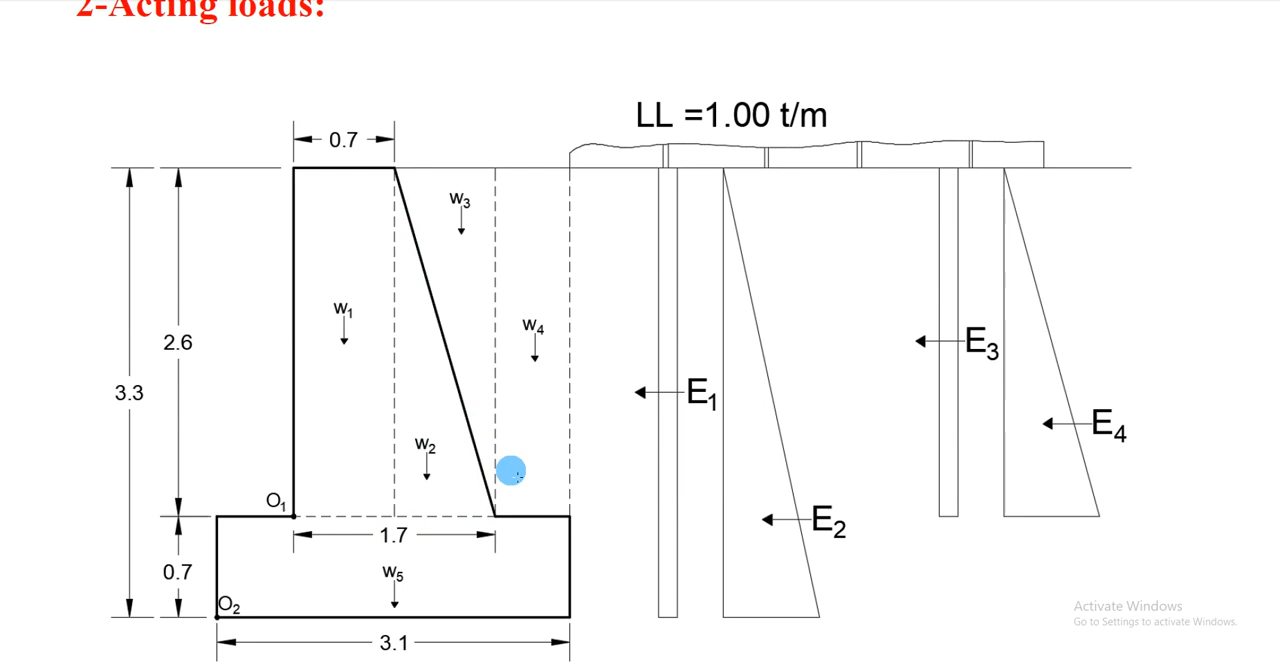 2-Acting loads:
LL =1.00 t/m
0.7
W3
W1
W4
2.6
E3
3.3
E1
E4
W2
O1
E2
1.7
0.7
W5
O2
3.1
Activate Windows
Go to Settings to activate Windows.